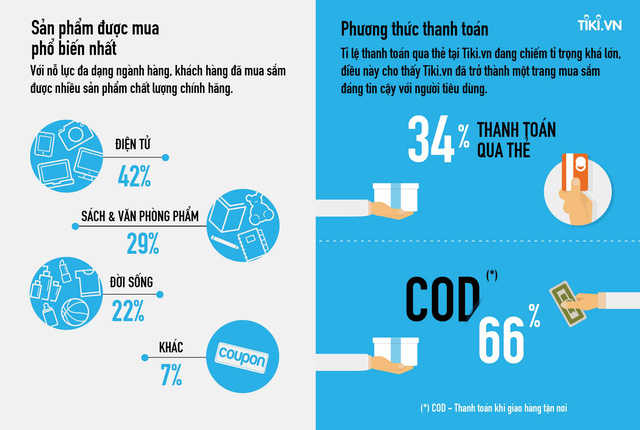 Sản phẩm được mua
phổ biến nhất
Với nỗ lực đa dạng ngành hàng, khách hàng đã mua sắm
được nhiều sản phẩm chất lượng chính hãng.
ĐIỆN TỬ
42%
SÁCH & VĂN PHÒNG PHẨM
29%
ĐỜI SỐNG
22%
KHÁC
7%
coupon
TIKI.VN
Phương thức thanh toán
Tỉ lệ thanh toán qua thẻ tại Tiki.vn đang chiếm tỉ trọng khá lớn,
điều này cho thấy Tiki.vn đã trở thành một trang mua sắm
đáng tin cậy với người tiêu dùng.
34%
THANH TOÁN
QUA THẺ
COD (*)
66%
(*) COD - Thanh toán khi giao hàng tận nơi